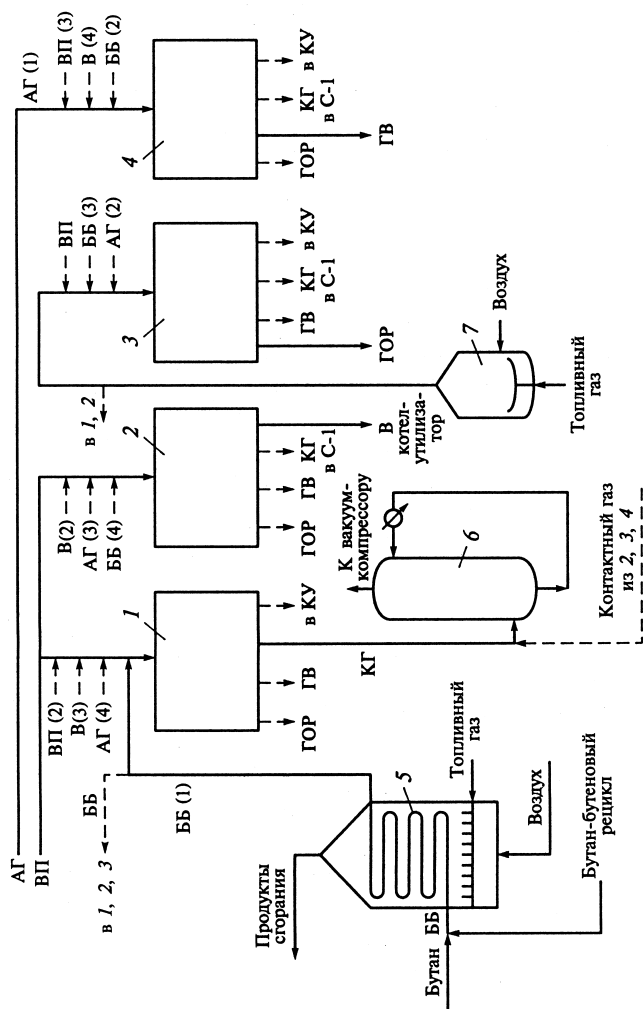 АГ
ВП
АГ (1)
ВП (3)
В (4)
ББ (2)
4
ГОР
ГВ
КГ
в С-1
в КУ
ВП
ББ (3)
АГ (2)
3
ГОР
ГВ
КГ
в С-1
в КУ
в 1, 2
В(2)
АГ (3)
ББ (4)
2
ГОР
ГВ
КГ
в С-1
В
котел-
утилиза-
тор
ВП (2)
В(3)
АГ (4)
1
ГОР
ГВ
КГ
в КУ
ББ
в 1, 2, 3
ББ (1)
К вакуум-
компрессору
6
Контактный газ
из 2, 3, 4
7
Воздух
Топливный
газ
Продукты
сгорания
5
Топливный
газ
Воздух
Бутан
ББ
Бутан-бутеновый
рецикл